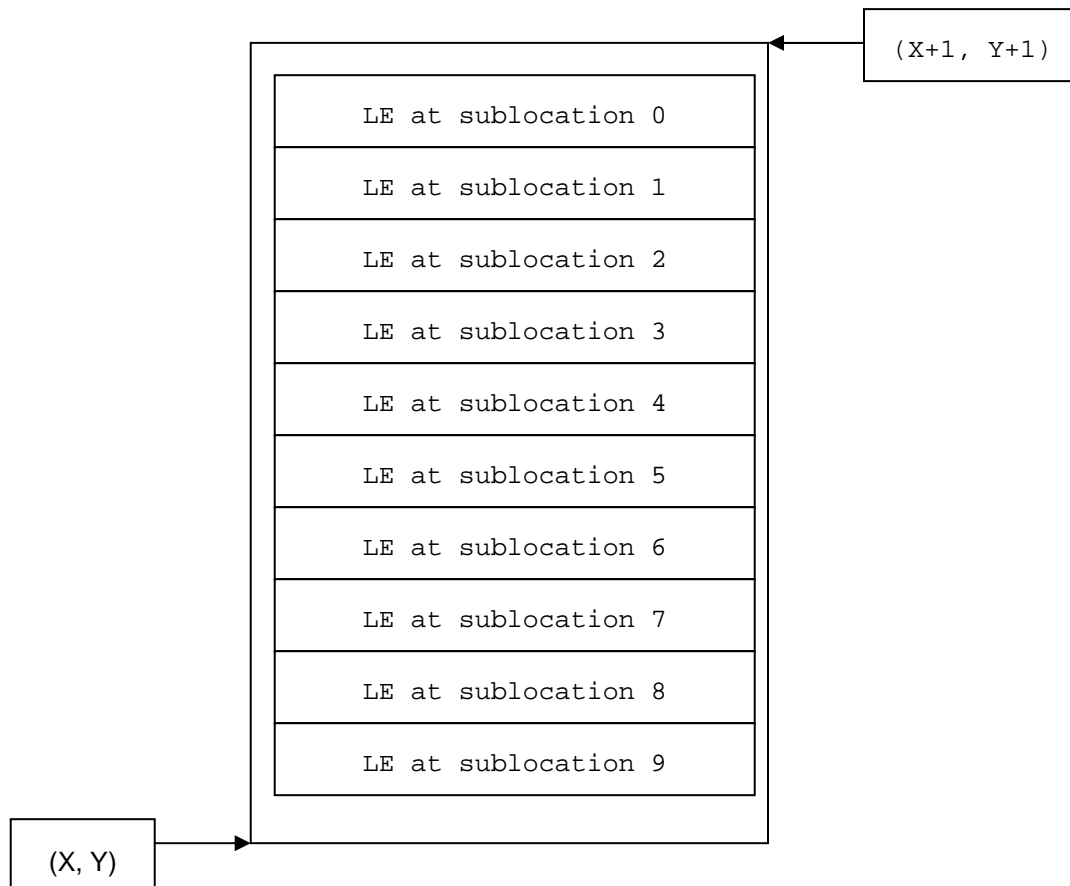 (X+1, Y+1)
LE at sublocation 0
LE at sublocation 1
LE at sublocation 2
LE at sublocation 3
LE at sublocation 4
LE at sublocation 5
LE at sublocation 6
LE at sublocation 7
LE at sublocation 8
LE at sublocation 9
(X, Y)